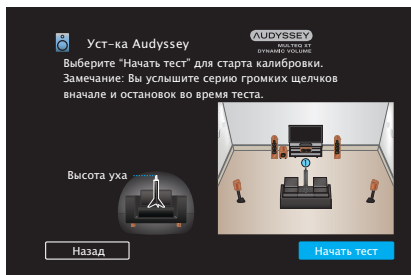 Уст-ка Audyssey
AUDYSSEY
MULTEQ XT
DYNAMIC VOLUME
Выберите “Начать тест” для старта калибровки.
Замечание: Вы услышите серию громких щелчков
вначале и остановок во время теста.
Высота уха
1
Назад
Начать тест